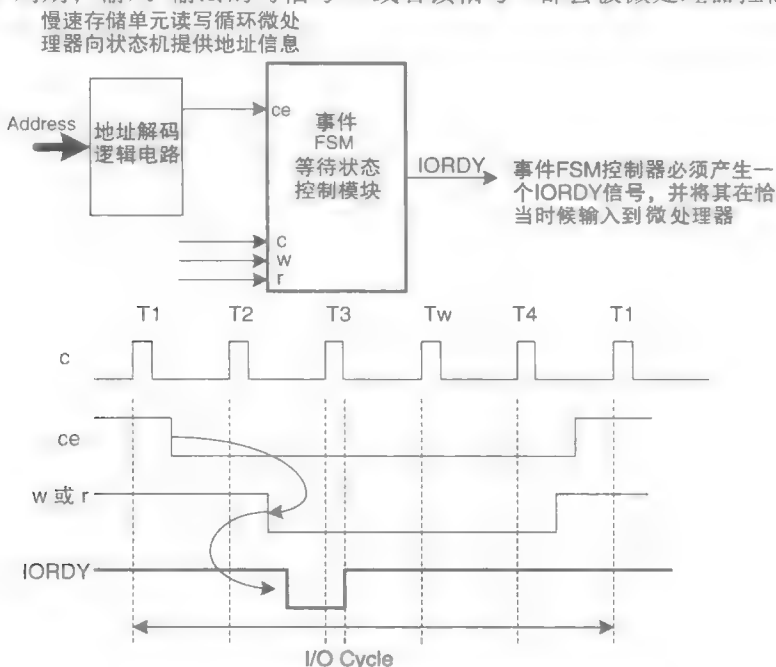 慢速存储单元读写循环微处
理器向状态机提供地址信息
Address
地址解码
逻辑电路
ce
事件
FSM
等待状态
控制模块
c
w
r
IORDY
事件FSM控制器必须产生一
个IORDY信号，并将其在恰
当时候输入到微处理器
T1 T2 T3 Tw T4 T1
c
ce
w 或 r
IORDY
I/O Cycle